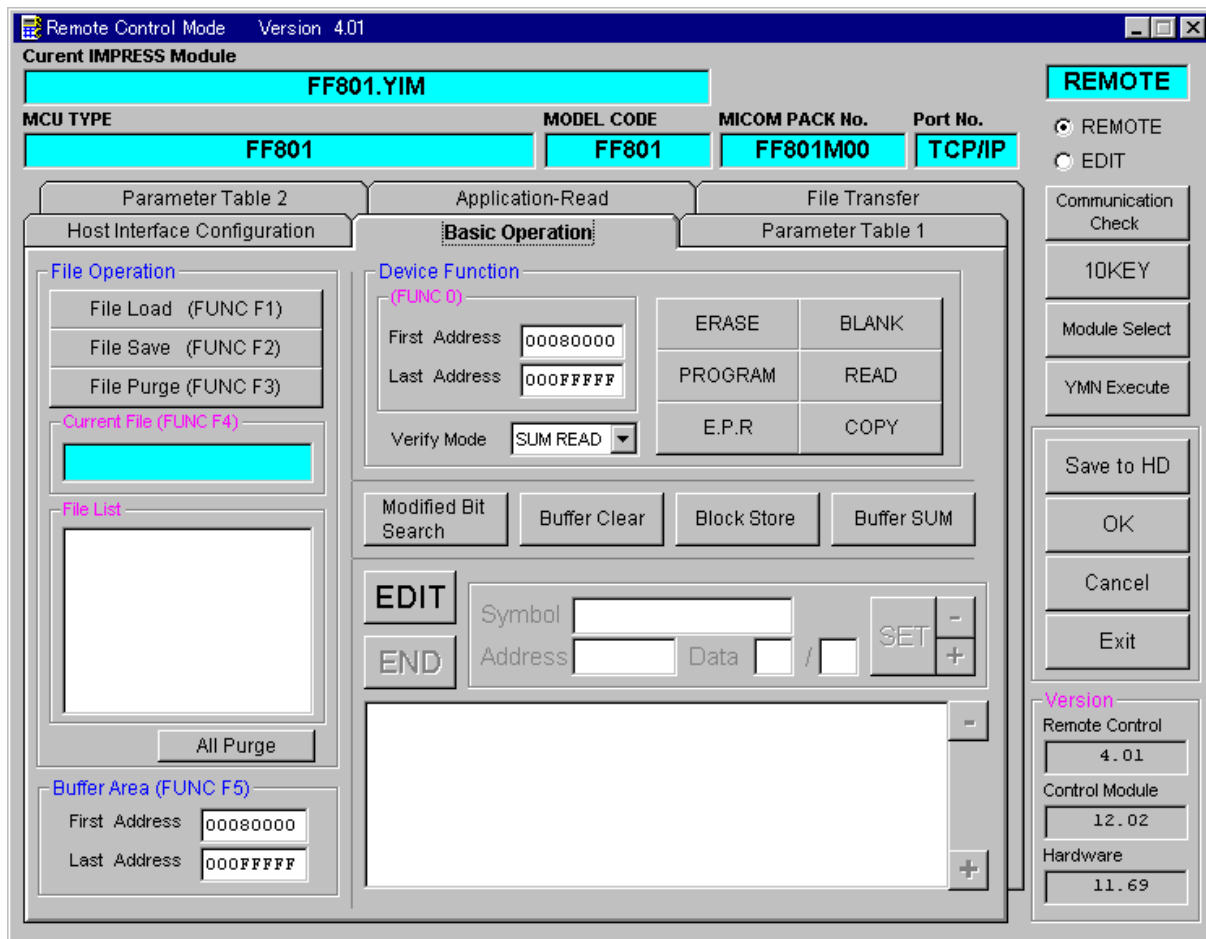 Remote Control Mode Version 4.01
Curent IMPRESS Module
FF801.YIM
REMOTE
MCU TYPE
MODEL CODE
MICOM PACK No.
Port No.
FF801
FF801
FF801M00
TCP/IP
REMOTE
EDIT
Parameter Table 2
Application-Read
File Transfer
Host Interface Configuration
Basic Operation
Parameter Table 1
Communication
Check
10KEY
Module Select
YMN Execute
File Operation
File Load (FUNC F1)
File Save (FUNC F2)
File Purge (FUNC F3)
Current File (FUNC F4)
File List
All Purge
Buffer Area (FUNC F5)
First Address 00080000
Last Address 000FFFFF
Device Function
(FUNC 0)
First Address 00080000
Last Address 000FFFFF
Verify Mode SUM READ
ERASE
BLANK
PROGRAM
READ
E.P.R
COPY
Modified Bit
Search
Buffer Clear
Block Store
Buffer SUM
EDIT
END
Symbol
Address
Data /
SET
-
+
-
+
Save to HD
OK
Cancel
Exit
Version
Remote Control
4.01
Control Module
12.02
Hardware
11.69